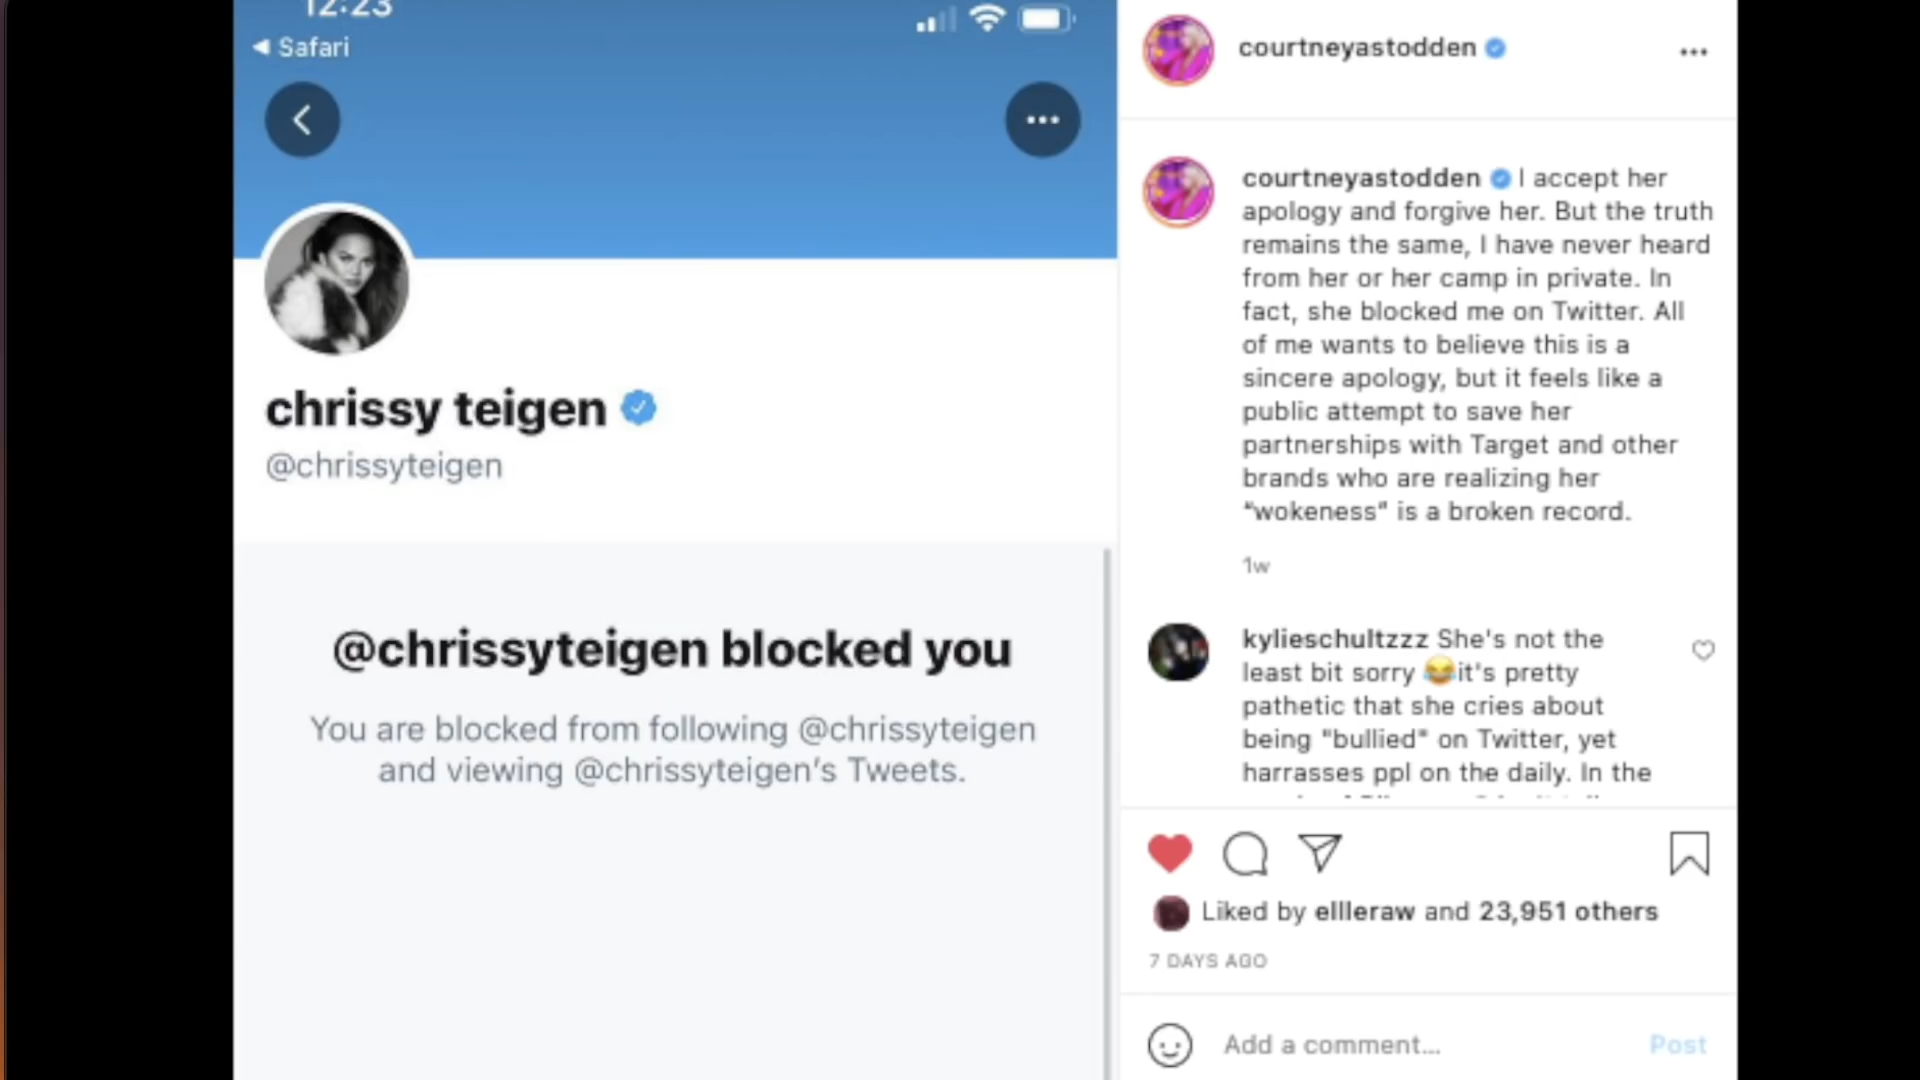 12:23
Safari
chrissy teigen
@chrissyteigen
@chrissyteigen blocked you
You are blocked from following @chrissyteigen
and viewing @chrissyteigen's Tweets.
courtneyastodden
courtneyastodden I accept her
apology and forgive her. But the truth
remains the same, I have never heard
from her or her camp in private. In
fact, she blocked me on Twitter. All
of me wants to believe this is a
sincere apology, but it feels like a
public attempt to save her
partnerships with Target and other
brands who are realizing her
"wokeness" is a broken record.
1w
kylieschultzzz She's not the
least bit sorry 😂it's pretty
pathetic that she cries about
being "bullied" on Twitter, yet
harrasses ppl on the daily. In the
Liked by ellleraw and 23,951 others
7 DAYS AGO
Add a comment...
Post